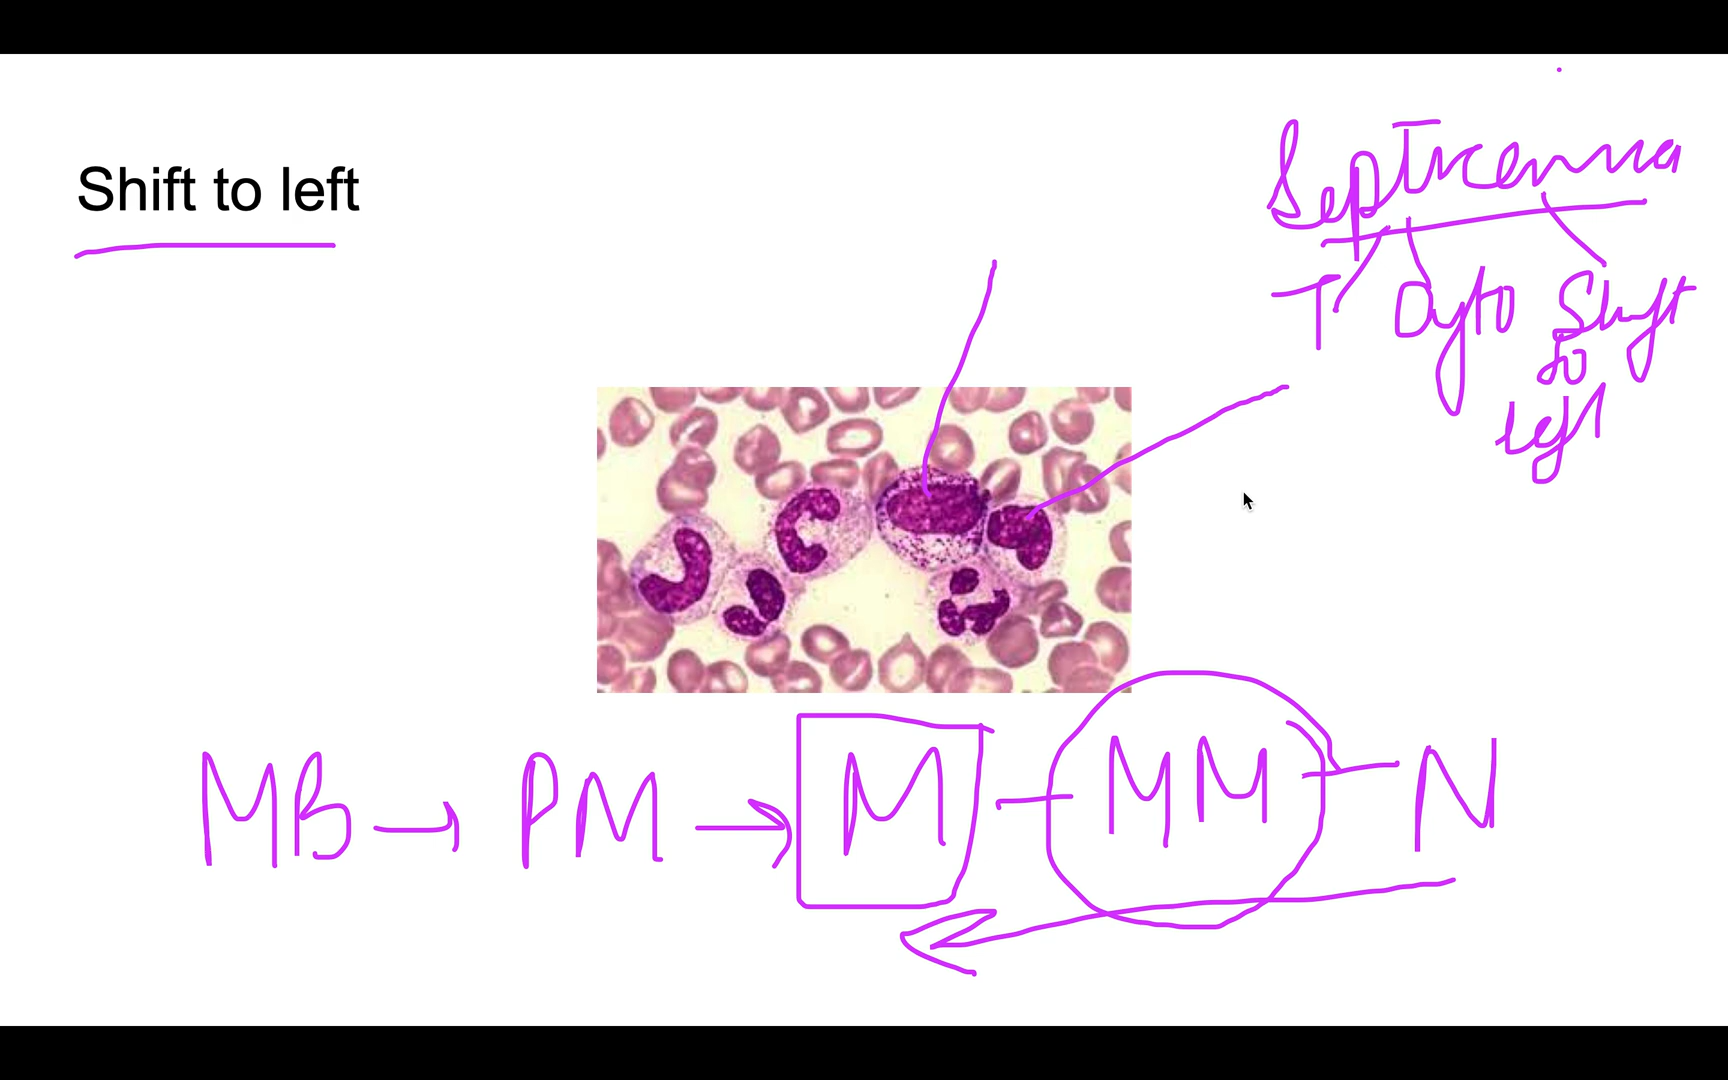 Shift to left
Septicemia
T Cyto Shift
to
left
MB → PM → M - MM - N